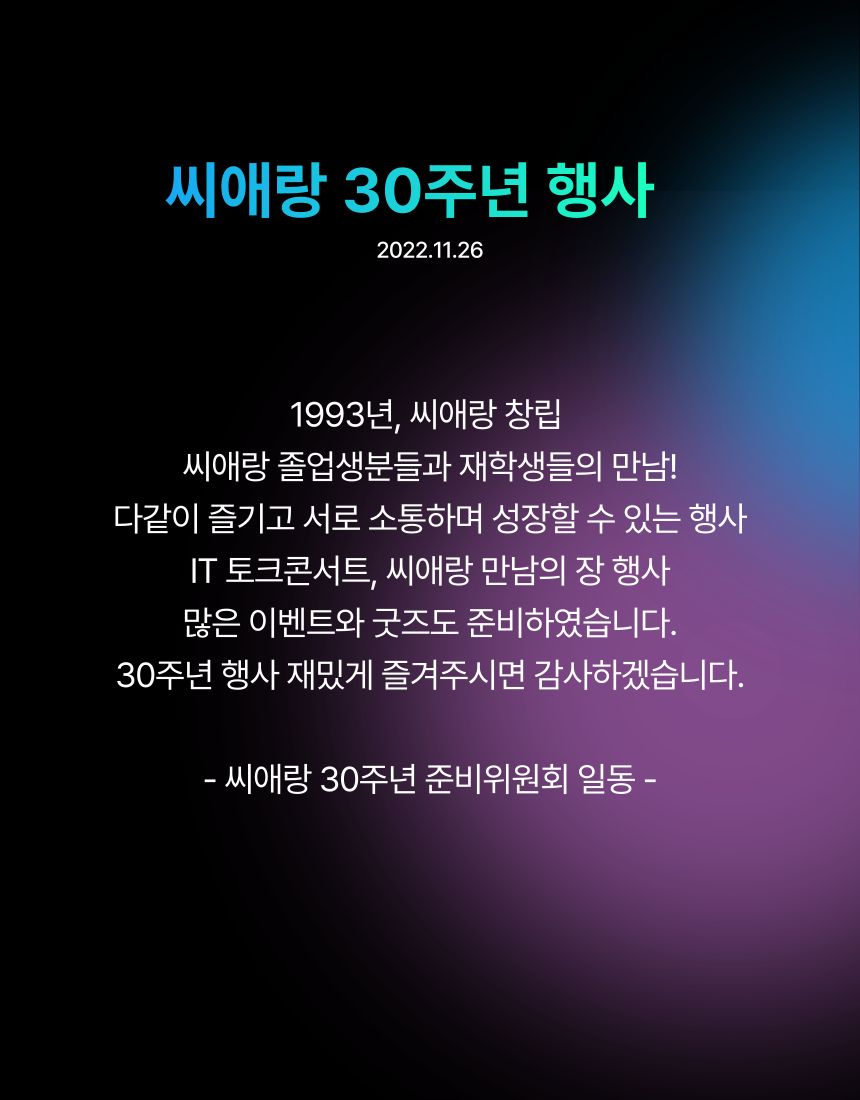 씨애랑 30주년 행사
2022.11.26
1993년, 씨애랑 창립
씨애랑 졸업생분들과 재학생들의 만남!
다같이 즐기고 서로 소통하며 성장할 수 있는 행사
IT 토크콘서트, 씨애랑 만남의 장 행사
많은 이벤트와 굿즈도 준비하였습니다.
30주년 행사 재밌게 즐겨주시면 감사하겠습니다.
- 씨애랑 30주년 준비위원회 일동 -